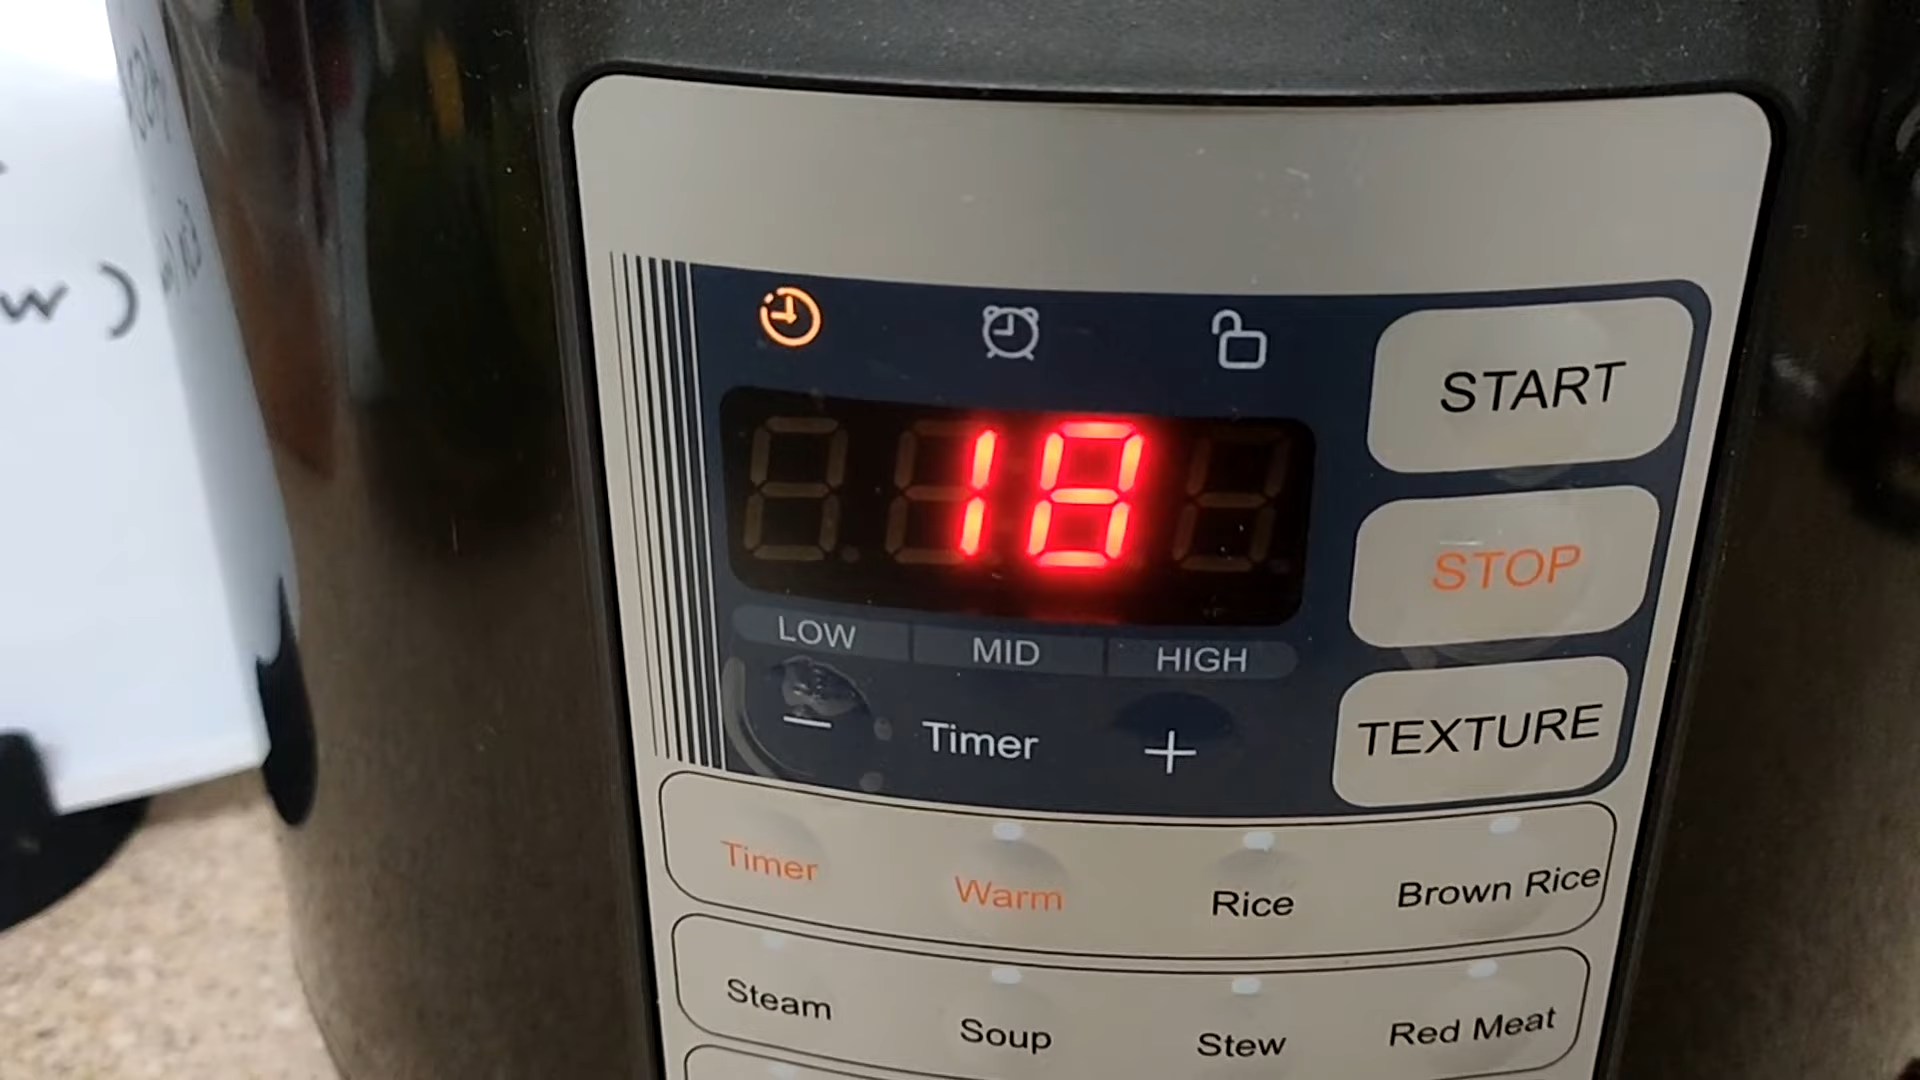 w)
START
18
STOP
LOW MID HIGH
- Timer +
TEXTURE
Timer Warm Rice Brown Rice
Steam Soup Stew Red Meat